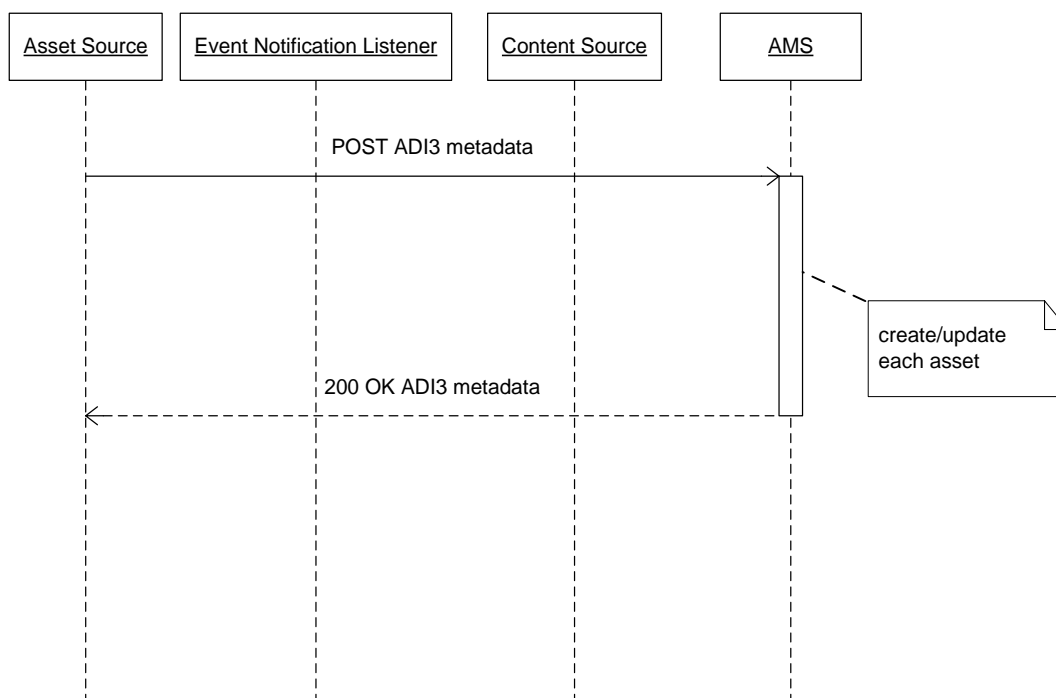 Asset Source
Event Notification Listener
Content Source
AMS
POST ADI3 metadata
create/update
each asset
200 OK ADI3 metadata